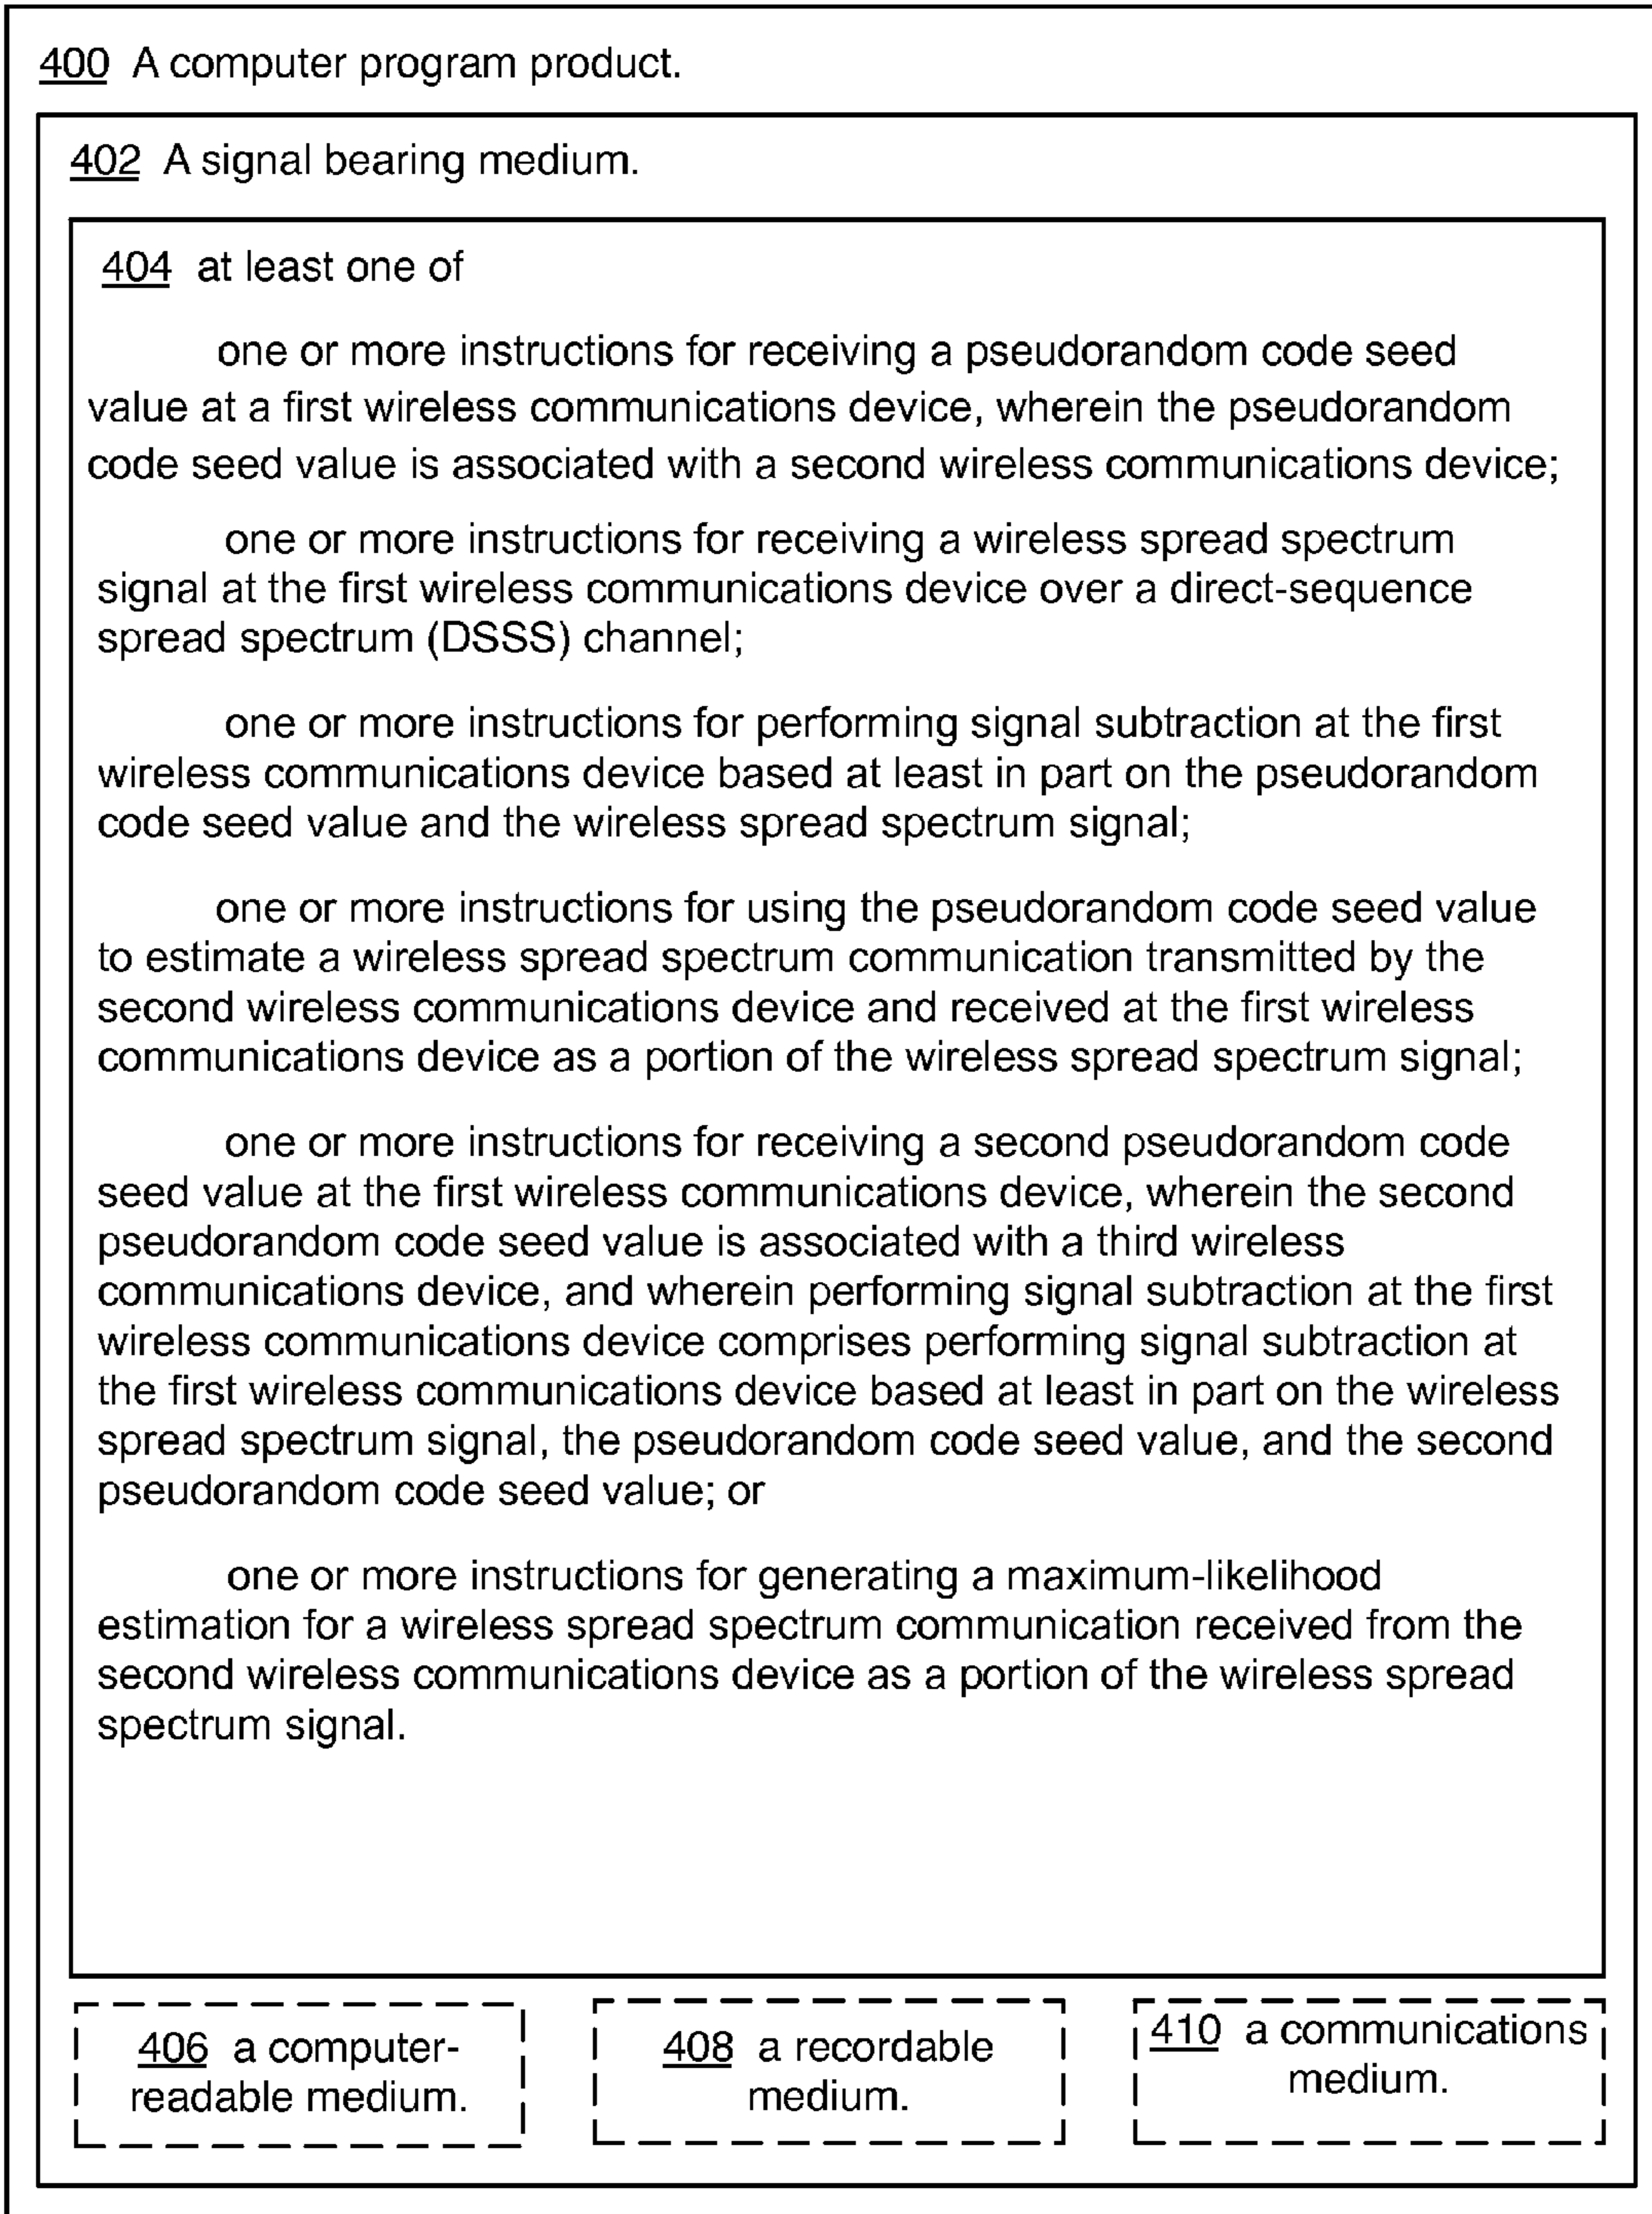 400 A computer program product.
402 A signal bearing medium.
404 at least one of
one or more instructions for receiving a pseudorandom code seed
value at a first wireless communications device, wherein the pseudorandom
code seed value is associated with a second wireless communications device;
one or more instructions for receiving a wireless spread spectrum
signal at the first wireless communications device over a direct-sequence
spread spectrum (DSSS) channel;
one or more instructions for performing signal subtraction at the first
wireless communications device based at least in part on the pseudorandom
code seed value and the wireless spread spectrum signal;
one or more instructions for using the pseudorandom code seed value
to estimate a wireless spread spectrum communication transmitted by the
second wireless communications device and received at the first wireless
communications device as a portion of the wireless spread spectrum signal;
one or more instructions for receiving a second pseudorandom code
seed value at the first wireless communications device, wherein the second
pseudorandom code seed value is associated with a third wireless
communications device, and wherein performing signal subtraction at the first
wireless communications device comprises performing signal subtraction at
the first wireless communications device based at least in part on the wireless
spread spectrum signal, the pseudorandom code seed value, and the second
pseudorandom code seed value; or
one or more instructions for generating a maximum-likelihood
estimation for a wireless spread spectrum communication received from the
second wireless communications device as a portion of the wireless spread
spectrum signal.
406 a computer-
readable medium.
408 a recordable
medium.
410 a communications
medium.